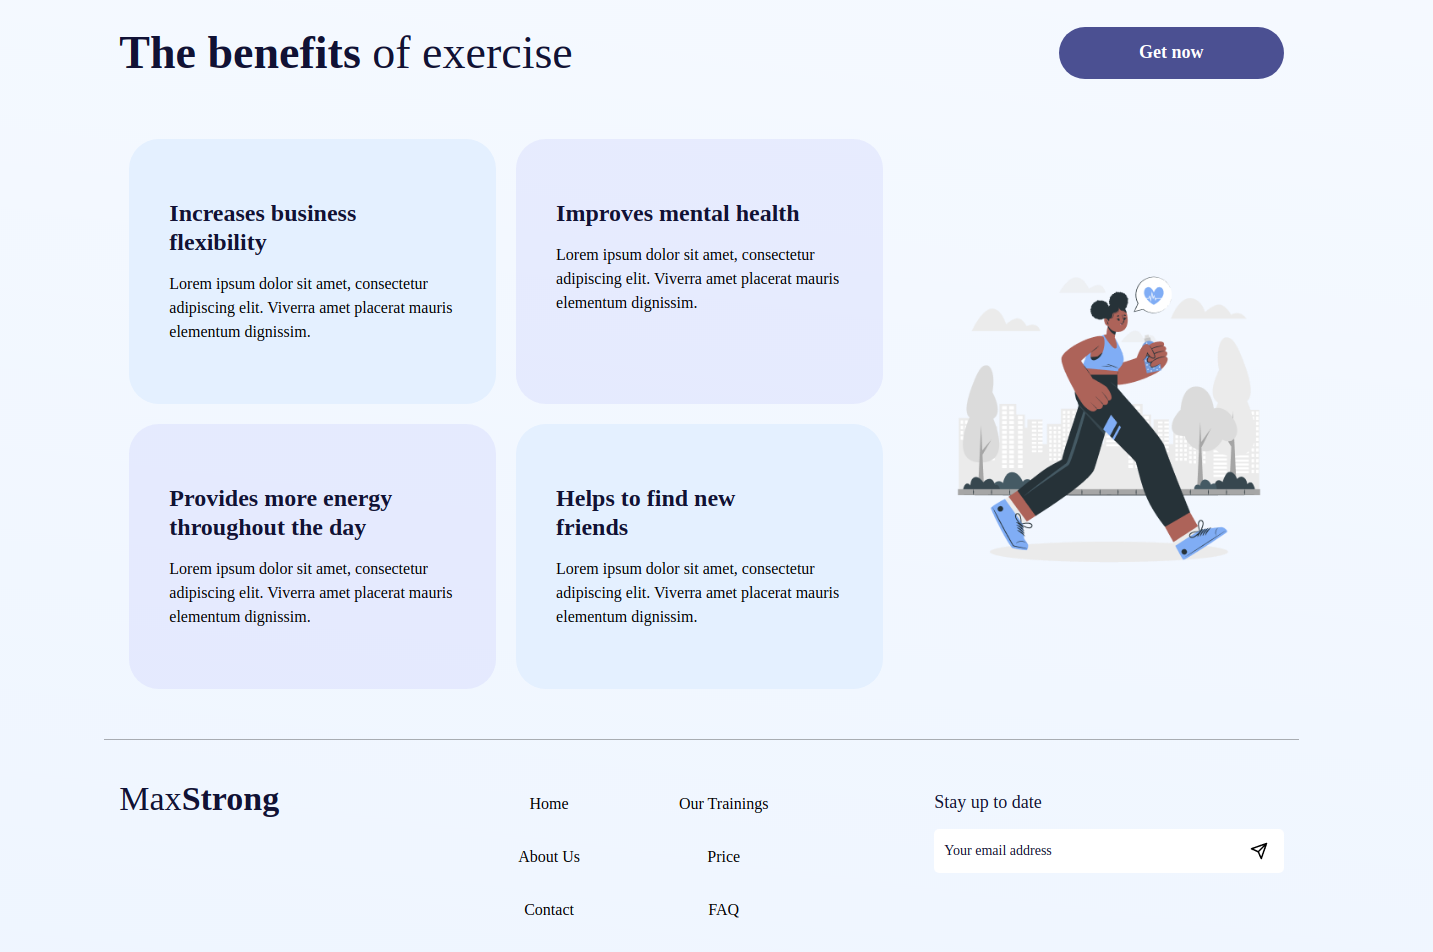 The benefits of exercise
Get now
Increases business
flexibility
Lorem ipsum dolor sit amet, consectetur
adipiscing elit. Viverra amet placerat mauris
elementum dignissim.
Improves mental health
Lorem ipsum dolor sit amet, consectetur
adipiscing elit. Viverra amet placerat mauris
elementum dignissim.
Provides more energy
throughout the day
Lorem ipsum dolor sit amet, consectetur
adipiscing elit. Viverra amet placerat mauris
elementum dignissim.
Helps to find new
friends
Lorem ipsum dolor sit amet, consectetur
adipiscing elit. Viverra amet placerat mauris
elementum dignissim.
MaxStrong
Home
About Us
Contact
Our Trainings
Price
FAQ
Stay up to date
Your email address